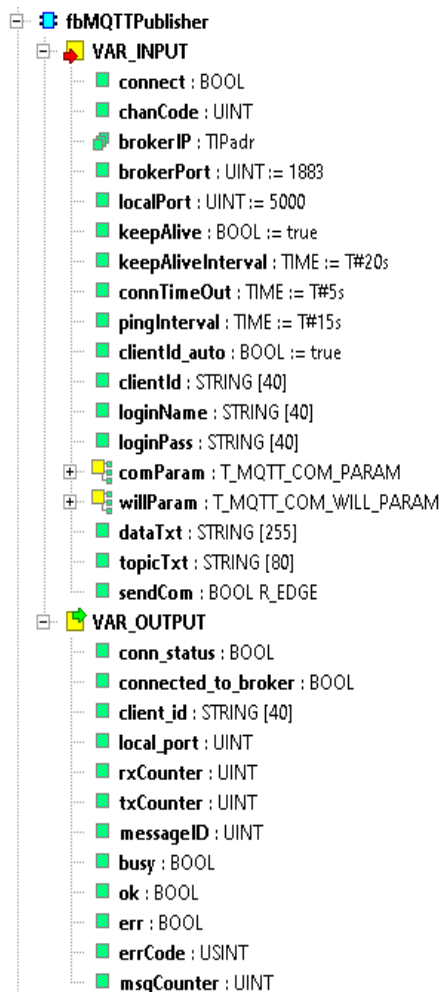 fbMQTTPublisher
VAR_INPUT
connect : BOOL
chanCode : UINT
brokerIP : TIPadr
brokerPort : UINT := 1883
localPort : UINT := 5000
keepAlive : BOOL := true
keepAliveInterval : TIME := T#20s
connTimeOut : TIME := T#5s
pingInterval : TIME := T#15s
clientId_auto : BOOL := true
clientId : STRING [40]
loginName : STRING [40]
loginPass : STRING [40]
comParam : T_MQTT_COM_PARAM
willParam : T_MQTT_COM_WILL_PARAM
dataTxt : STRING [255]
topicTxt : STRING [80]
sendCom : BOOL R_EDGE
VAR_OUTPUT
conn_status : BOOL
connected_to_broker : BOOL
client_id : STRING [40]
local_port : UINT
rxCounter : UINT
txCounter : UINT
messageID : UINT
busy : BOOL
ok : BOOL
err : BOOL
errCode : USINT
msgCounter : UINT